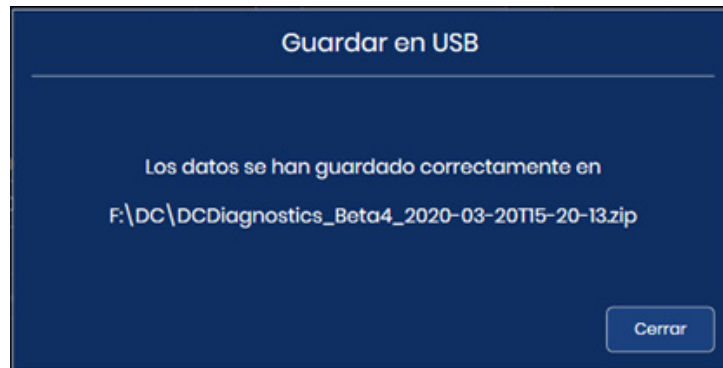 Guardar en USB
Los datos se han guardado correctamente en
F:\DC\DCDiagnostics_Beta4_2020-03-20T15-20-13.zip
Cerrar